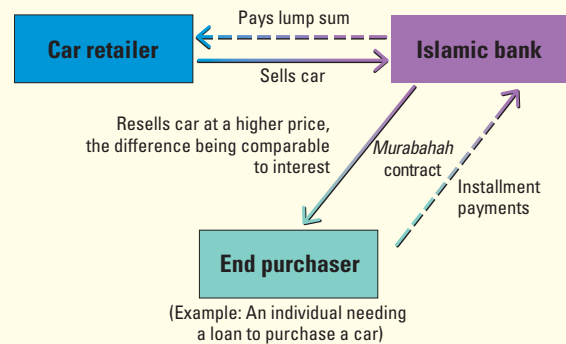 Pays lump sum
Car retailer
Islamic bank
Sells car
Resells car at a higher price,
the difference being comparable
to interest
Murabahah
contract
Installment
payments
End purchaser
(Example: An individual needing
a loan to purchase a car)